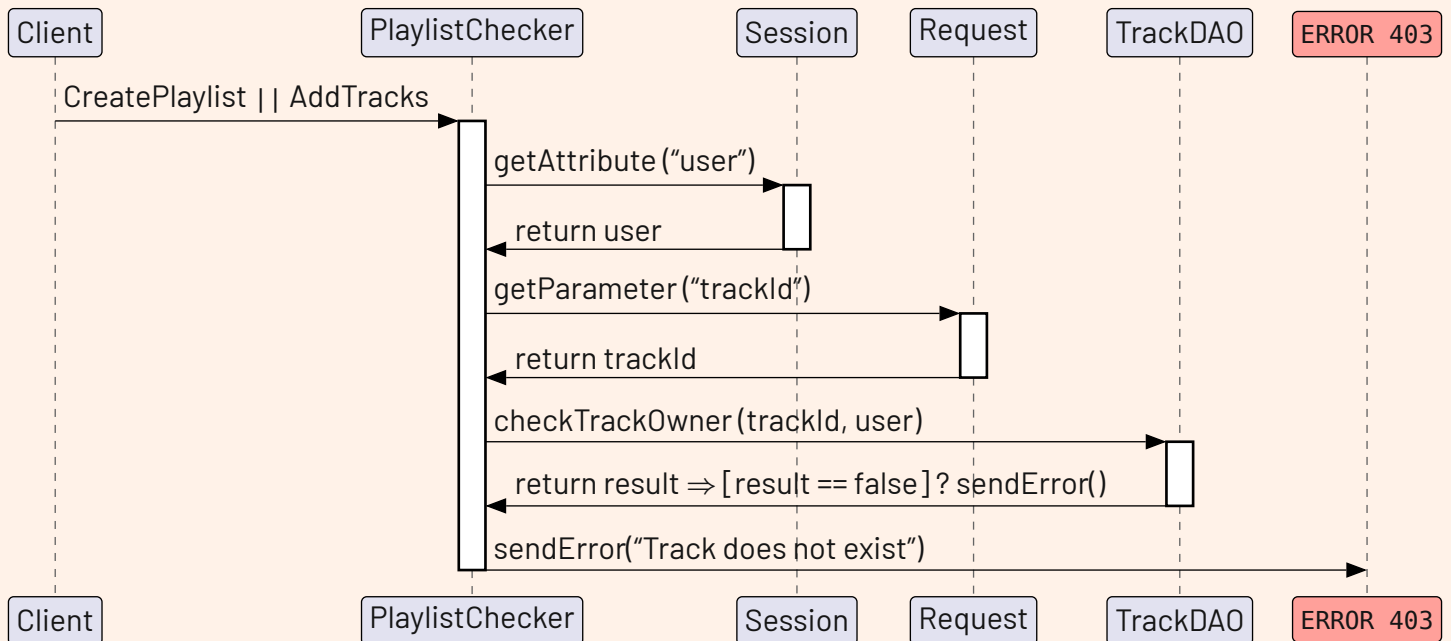 Client PlaylistChecker Session Request TrackDAO ERROR 403
CreatePlaylist || AddTracks
getAttribute (“user”)
return user
getParameter (“trackId”)
return trackId
checkTrackOwner (trackId, user)
return result ⇒ [result == false] ? sendError()
sendError(“Track does not exist”)
Client PlaylistChecker Session Request TrackDAO ERROR 403